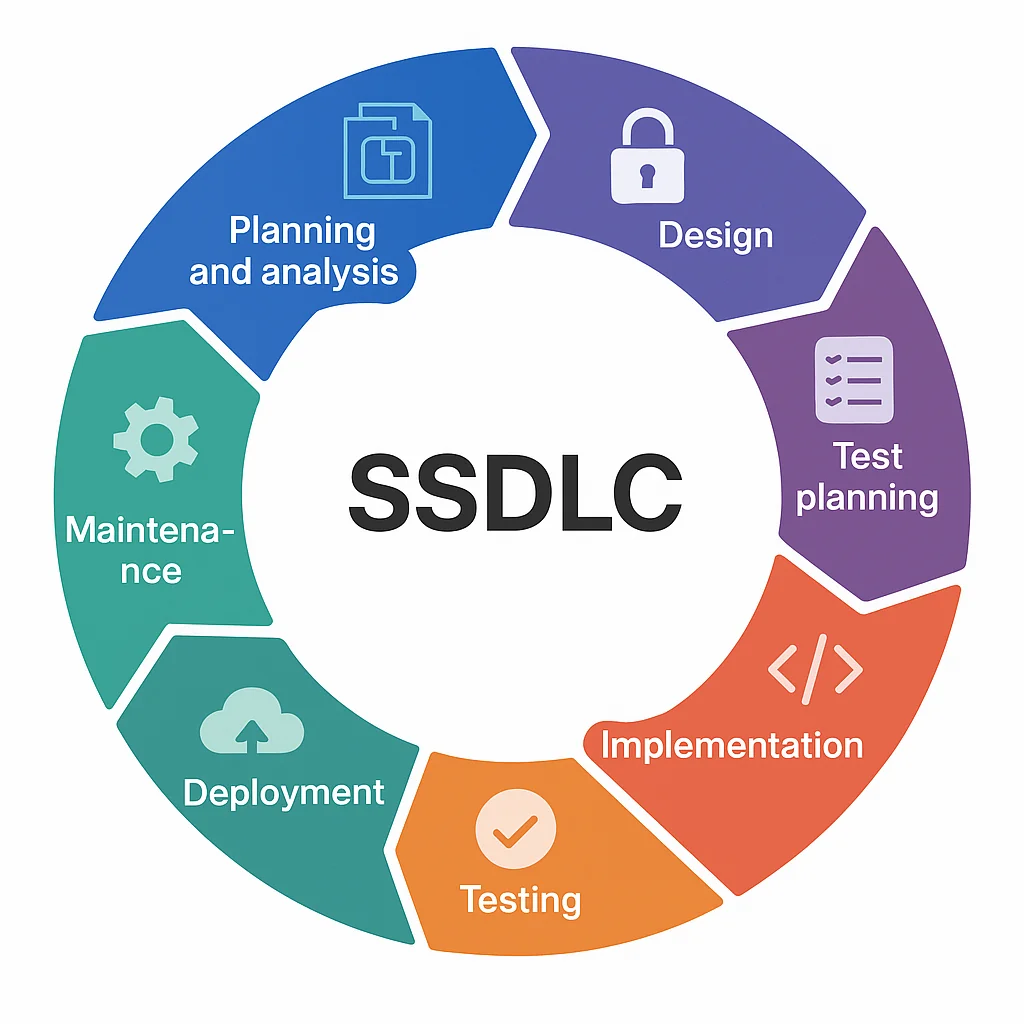 Planning
and analysis
Design
Test
planning
Implementation
Testing
Deployment
Maintena-
nce
SSDLC